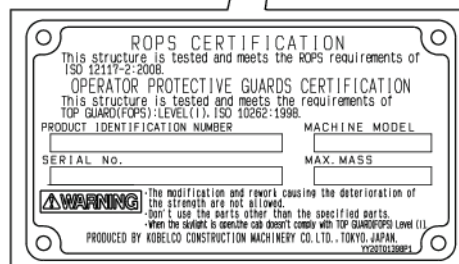 ROPS CERTIFICATION
This structure is tested and meets the ROPS requirements of
ISO 12117-2:2008.
OPERATOR PROTECTIVE GUARDS CERTIFICATION
This structure is tested and meets the requirements of
TOP GUARD(FOPS):LEVEL(I). ISO 10262:1998.
PRODUCT IDENTIFICATION NUMBER
MACHINE MODEL
SERIAL No.
MAX. MASS
WARNING
·The modification and rework causing the deterioration of
the strength are not allowed.
·Don't use the parts other than the specified parts.
·When the skylight is open,the cab doesn't comply with TOP GUARD(FOPS) Level (I).
PRODUCED BY KOBELCO CONSTRUCTION MACHINERY CO. LTD., TOKYO, JAPAN.
YY20T01398P1